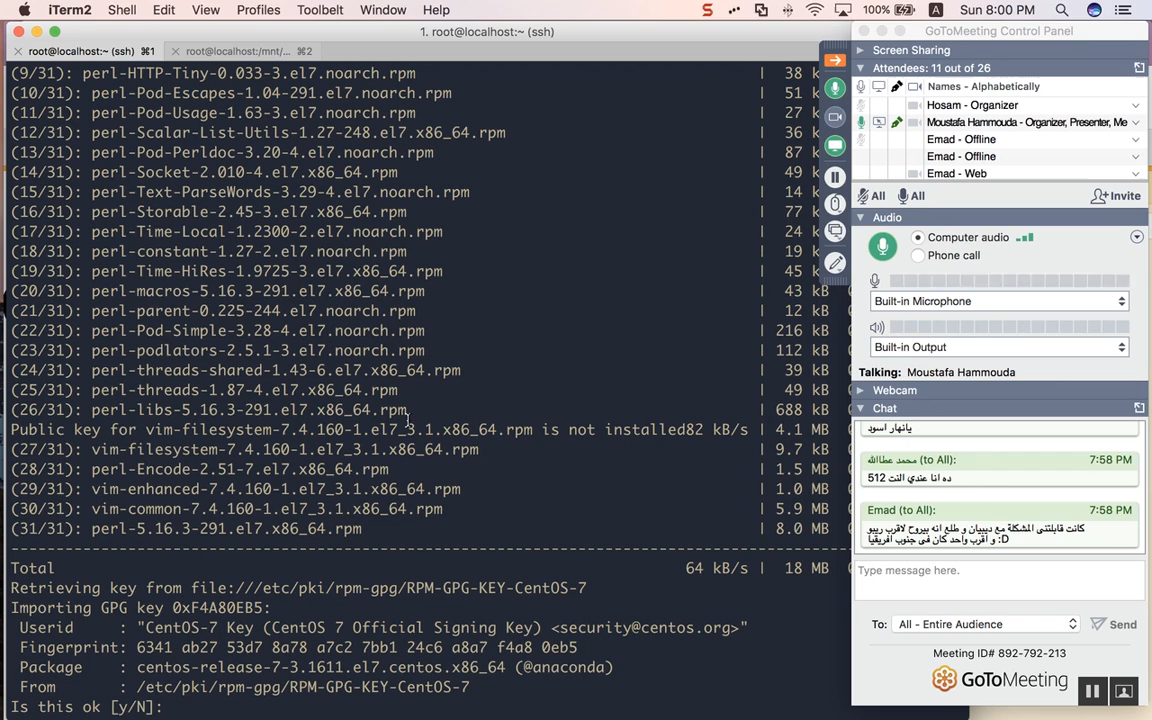 iTerm2 Shell Edit View Profiles Toolbelt Window Help 100% A Sun 8:00 PM
1. root@localhost:~ (ssh)
root@localhost:~ (ssh) ⌘1
root@localhost:/mnt/... ⌘2
(9/31): perl-HTTP-Tiny-0.033-3.el7.noarch.rpm | 38 k
(10/31): perl-Pod-Escapes-1.04-291.el7.noarch.rpm | 51 k
(11/31): perl-Pod-Usage-1.63-3.el7.noarch.rpm | 27 k
(12/31): perl-Scalar-List-Utils-1.27-248.el7.x86_64.rpm | 36 k
(13/31): perl-Pod-Perldoc-3.20-4.el7.noarch.rpm | 87 k
(14/31): perl-Socket-2.010-4.el7.x86_64.rpm | 49 k
(15/31): perl-Text-ParseWords-3.29-4.el7.noarch.rpm | 14 k
(16/31): perl-Storable-2.45-3.el7.x86_64.rpm | 77 k
(17/31): perl-Time-Local-1.2300-2.el7.noarch.rpm | 24 k
(18/31): perl-constant-1.27-2.el7.noarch.rpm | 19 k
(19/31): perl-Time-HiRes-1.9725-3.el7.x86_64.rpm | 45 k
(20/31): perl-macros-5.16.3-291.el7.x86_64.rpm | 43 kB
(21/31): perl-parent-0.225-244.el7.noarch.rpm | 12 kB
(22/31): perl-Pod-Simple-3.28-4.el7.noarch.rpm | 216 kB
(23/31): perl-podlators-2.5.1-3.el7.noarch.rpm | 112 kB
(24/31): perl-threads-shared-1.43-6.el7.x86_64.rpm | 39 kB
(25/31): perl-threads-1.87-4.el7.x86_64.rpm | 49 kB
(26/31): perl-libs-5.16.3-291.el7.x86_64.rpm | 688 kB
Public key for vim-filesystem-7.4.160-1.el7_3.1.x86_64.rpm is not installed82 kB/s | 4.1 MB
(27/31): vim-filesystem-7.4.160-1.el7_3.1.x86_64.rpm | 9.7 kB
(28/31): perl-Encode-2.51-7.el7.x86_64.rpm | 1.5 MB
(29/31): vim-enhanced-7.4.160-1.el7_3.1.x86_64.rpm | 1.0 MB
(30/31): vim-common-7.4.160-1.el7_3.1.x86_64.rpm | 5.9 MB
(31/31): perl-5.16.3-291.el7.x86_64.rpm | 8.0 MB
--------------------------------------------------------------------------------
Total 64 kB/s | 18 MB
Retrieving key from file:///etc/pki/rpm-gpg/RPM-GPG-KEY-CentOS-7
Importing GPG key 0xF4A80EB5:
Userid : "CentOS-7 Key (CentOS 7 Official Signing Key) <security@centos.org>"
Fingerprint: 6341 ab27 53d7 8a78 a7c2 7bb1 24c6 a8a7 f4a8 0eb5
Package : centos-release-7-3.1611.el7.centos.x86_64 (@anaconda)
From : /etc/pki/rpm-gpg/RPM-GPG-KEY-CentOS-7
Is this ok [y/N]:
GoToMeeting Control Panel
Screen Sharing
Attendees: 11 out of 26
Names - Alphabetically
Hosam - Organizer
Moustafa Hammouda - Organizer, Presenter, Me
Emad - Offline
Emad - Offline
Emad - Web
All All Invite
Audio
Computer audio
Phone call
Built-in Microphone
Built-in Output
Talking: Moustafa Hammouda
Webcam
Chat
يانهار اسود
محمد عطاالله (to All): 7:58 PM
ده انا عندي النت 512
Emad (to All): 7:58 PM
كانت قابلتنى المشكلة مع ديبيان و طلع انه بيروح لاقرب ريبو
و اقرب واحد كان فى جنوب افريقيا :D
Type message here.
To: All - Entire Audience Send
Meeting ID# 892-792-213
GoToMeeting